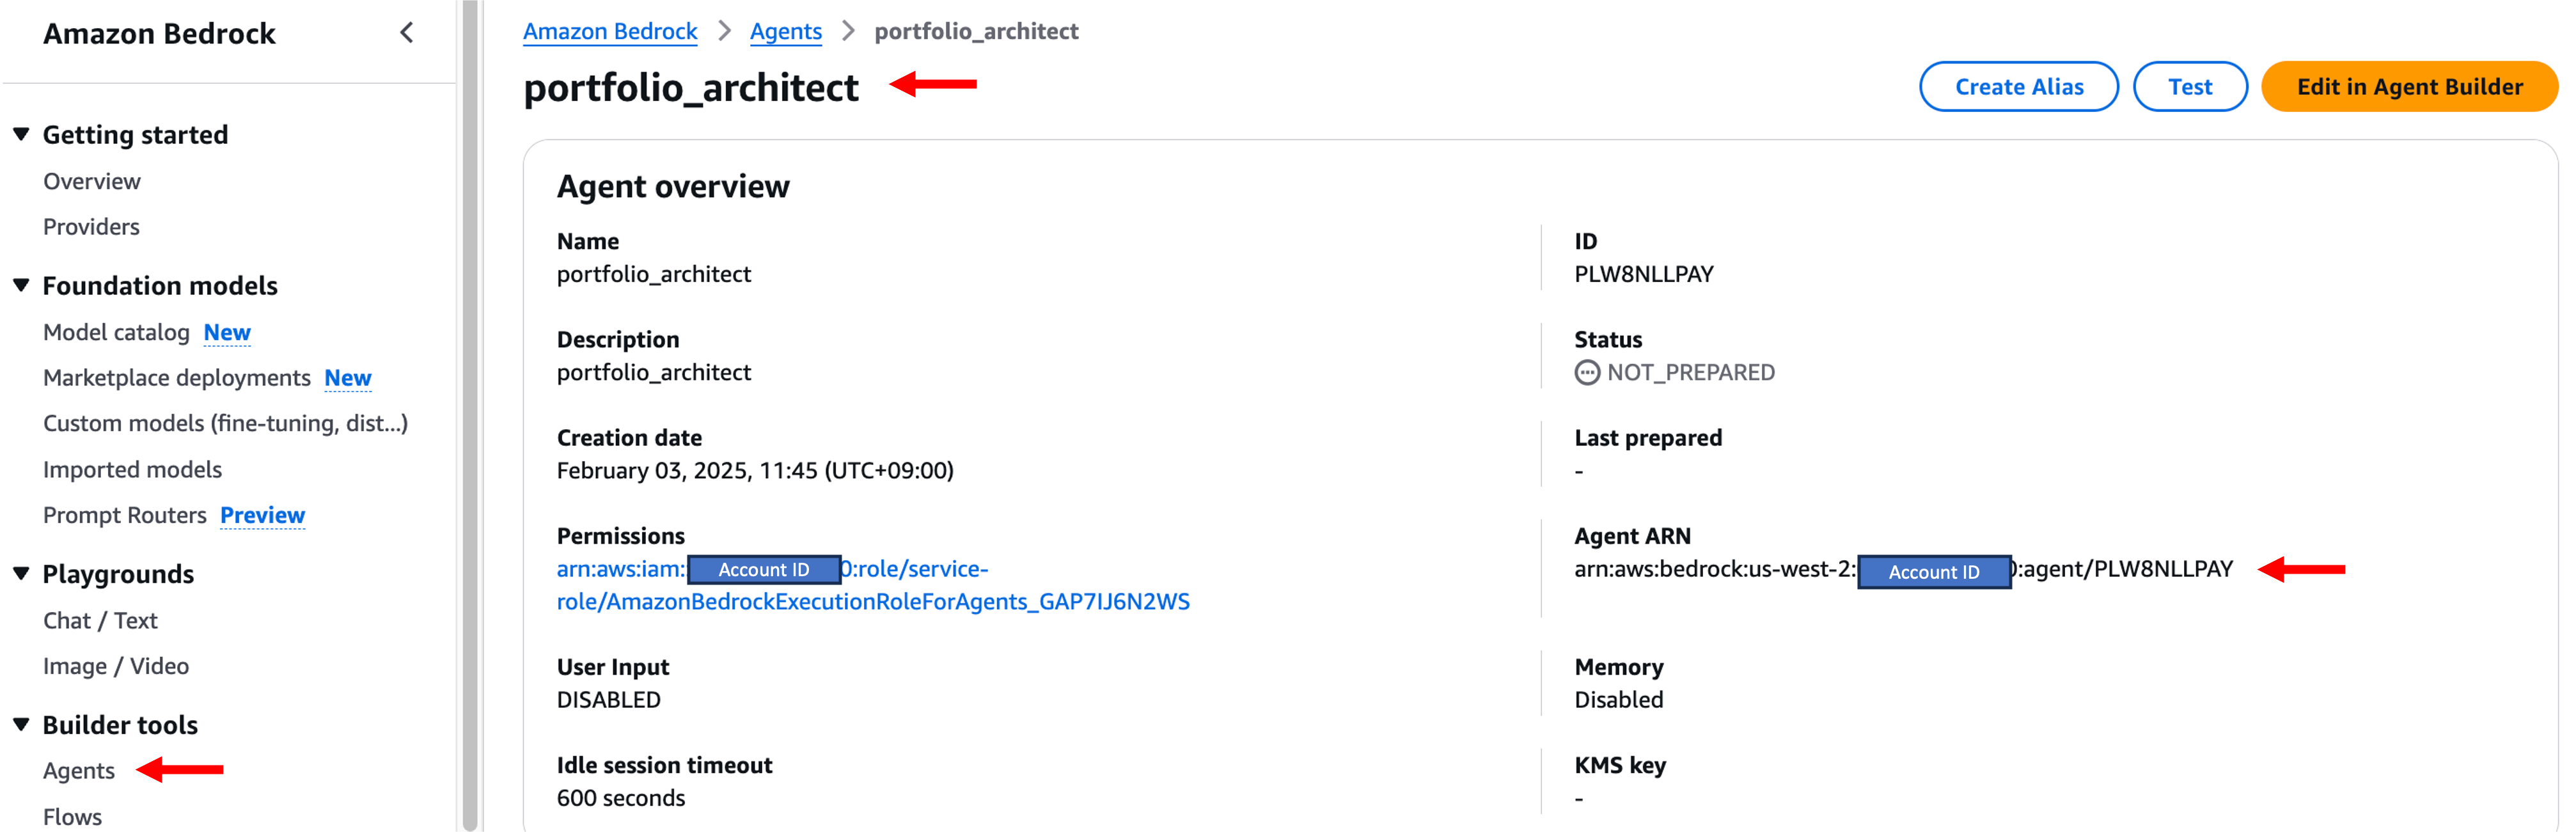 Amazon Bedrock
Getting started
Overview
Providers
Foundation models
Model catalog New
Marketplace deployments New
Custom models (fine-tuning, dist...)
Imported models
Prompt Routers Preview
Playgrounds
Chat / Text
Image / Video
Builder tools
Agents
Flows
Amazon Bedrock > Agents > portfolio_architect
portfolio_architect
Create Alias
Test
Edit in Agent Builder
Agent overview
Name
portfolio_architect
ID
PLW8NLLPAY
Description
portfolio_architect
Status
NOT_PREPARED
Creation date
February 03, 2025, 11:45 (UTC+09:00)
Last prepared
-
Permissions
arn:aws:iam:: Account ID 0:role/service-
role/AmazonBedrockExecutionRoleForAgents_GAP7IJ6N2WS
Agent ARN
arn:aws:bedrock:us-west-2: Account ID 0:agent/PLW8NLLPAY
User Input
DISABLED
Memory
Disabled
Idle session timeout
600 seconds
KMS key
-